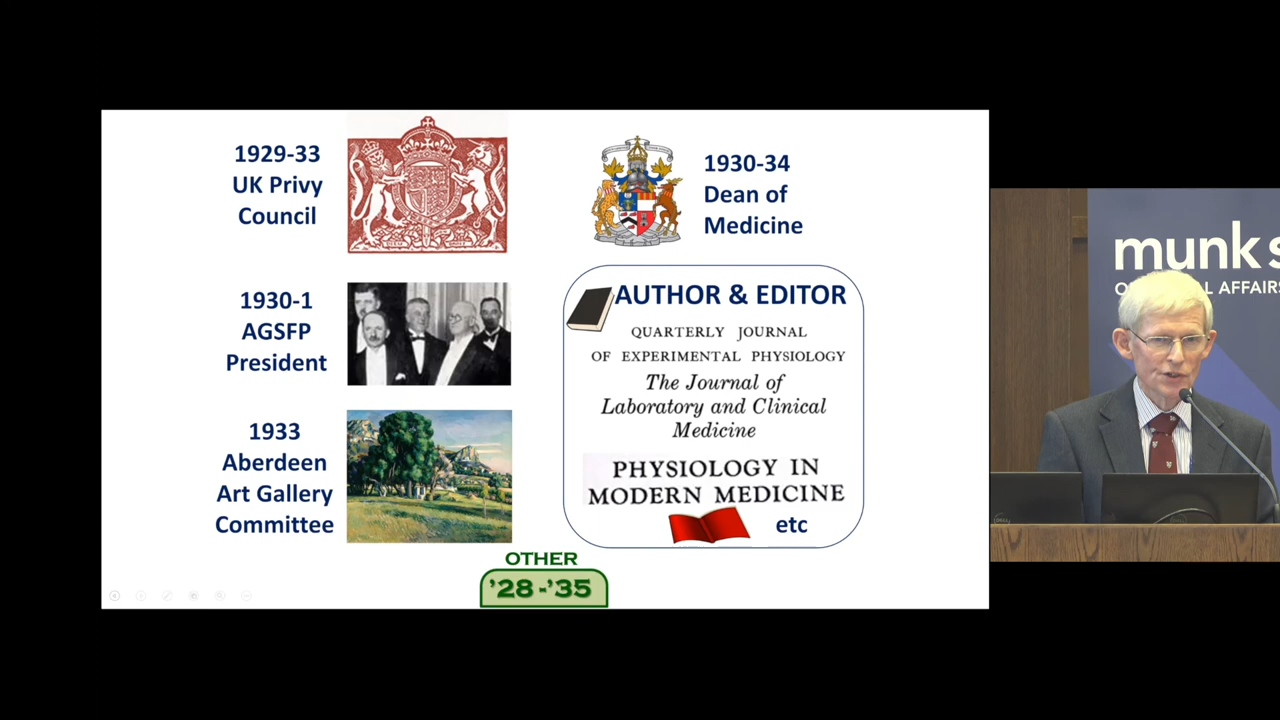 1929-33
UK Privy
Council
1930-34
Dean of
Medicine
1930-1
AGSFP
President
1933
Aberdeen
Art Gallery
Committee
AUTHOR & EDITOR
QUARTERLY JOURNAL
OF EXPERIMENTAL PHYSIOLOGY
The Journal of
Laboratory and Clinical
Medicine
PHYSIOLOGY IN
MODERN MEDICINE
etc
OTHER
'28-'35
munk s
AL AFFAIRS